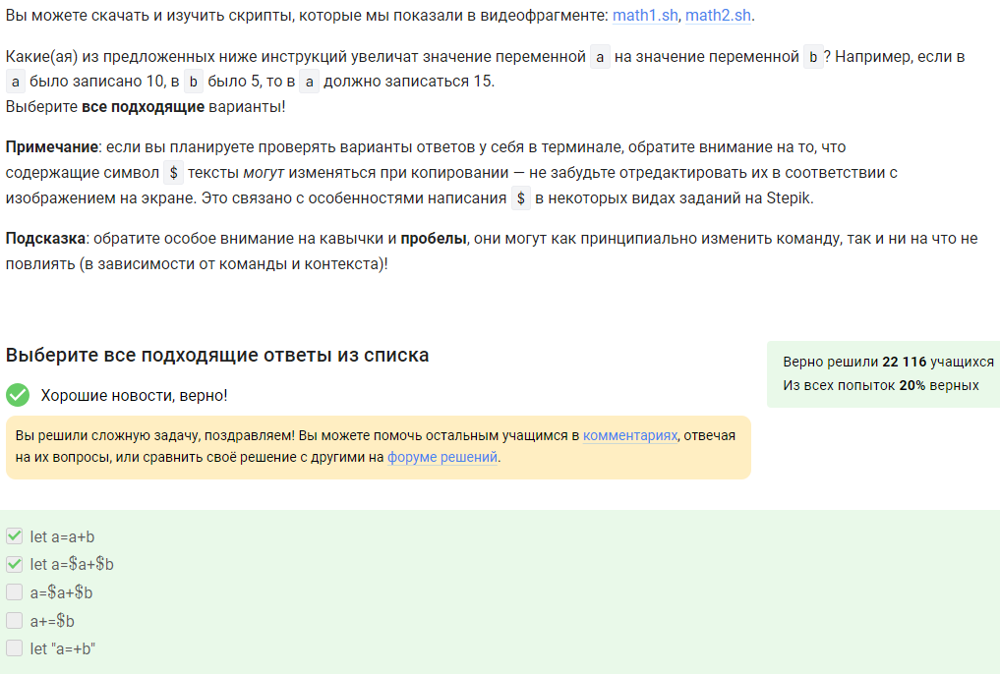 Вы можете скачать и изучить скрипты, которые мы показали в видеофрагменте: math1.sh, math2.sh.
Какие(ая) из предложенных ниже инструкций увеличат значение переменной a на значение переменной b? Например, если в
a было записано 10, в b было 5, то в a должно записаться 15.
Выберите все подходящие варианты!
Примечание: если вы планируете проверять варианты ответов у себя в терминале, обратите внимание на то, что
содержащие символ $ тексты могут изменяться при копировании — не забудьте отредактировать их в соответствии с
изображением на экране. Это связано с особенностями написания $ в некоторых видах заданий на Stepik.
Подсказка: обратите особое внимание на кавычки и пробелы, они могут как принципиально изменить команду, так и ни на что не
повлиять (в зависимости от команды и контекста)!
Выберите все подходящие ответы из списка
Верно решили 22 116 учащихся
Из всех попыток 20% верных
Хорошие новости, верно!
Вы решили сложную задачу, поздравляем! Вы можете помочь остальным учащимся в комментариях, отвечая
на их вопросы, или сравнить своё решение с другими на форуме решений.
let a=a+b
let a=$a+$b
a=$a+$b
a+=$b
let "a=+b"